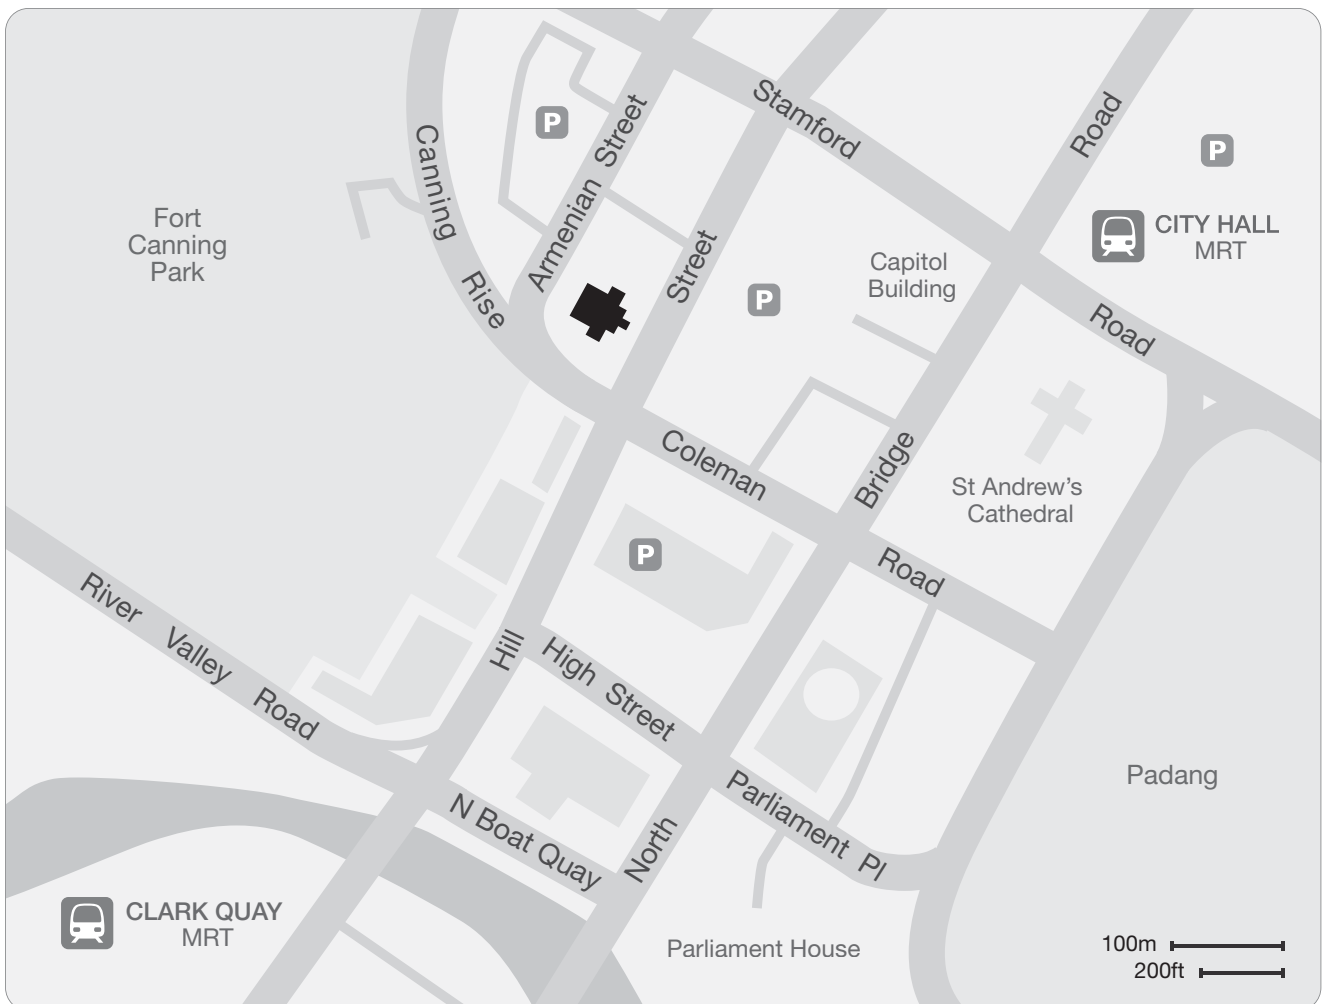 Stamford
Road
P
P
Canning
Rise
Armenian Street
Fort
Canning
Park
CITY HALL
MRT
Street
Capitol
Building
P
Road
Coleman
Bridge
St Andrew's
Cathedral
P
Road
River Valley Road
Hill
High Street
Padang
Parliament Pl
N Boat Quay
North
CLARK QUAY
MRT
Parliament House
100m
200ft